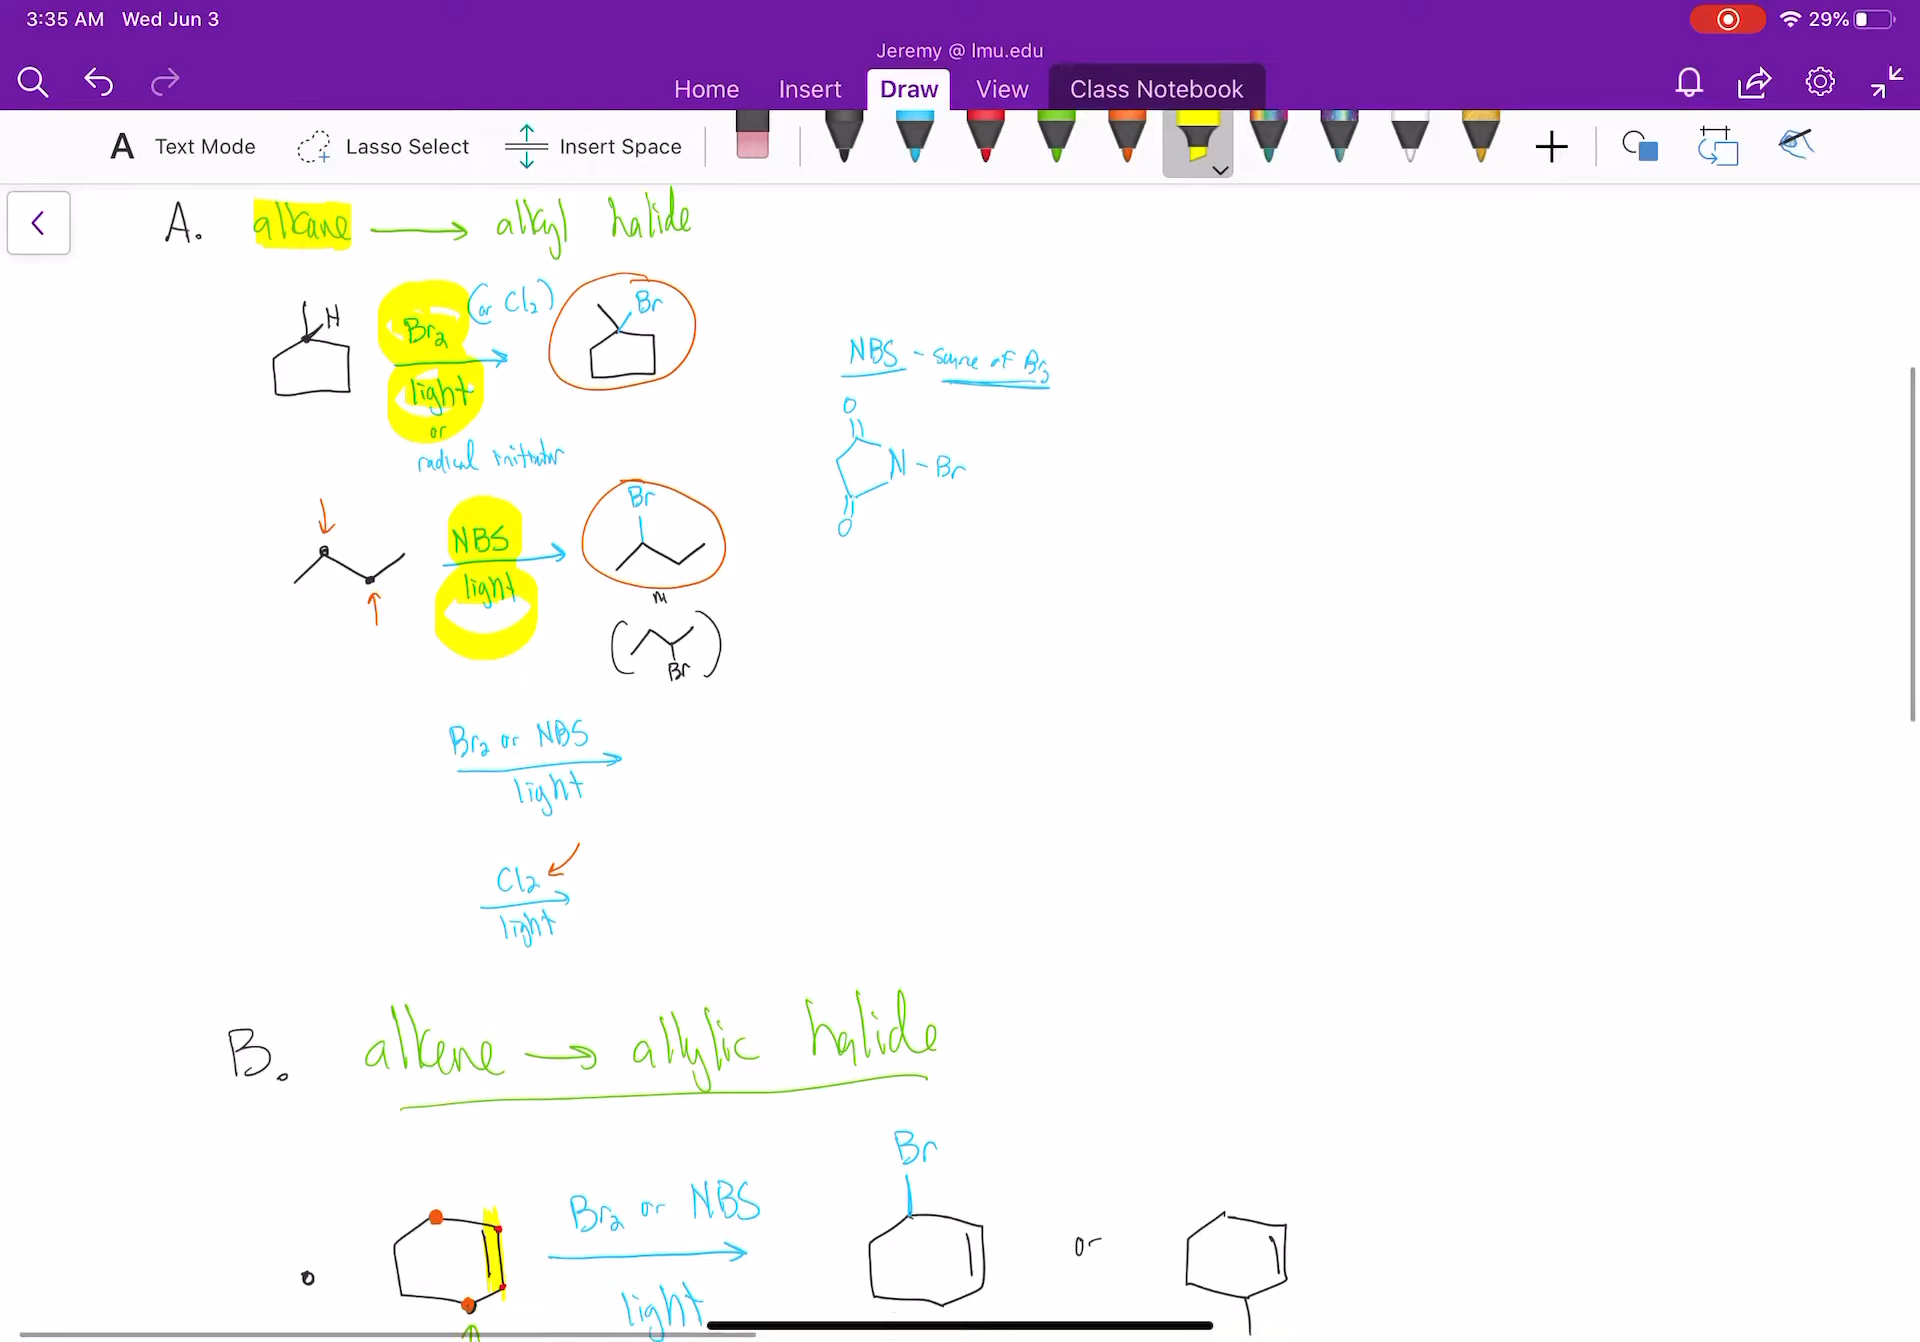 3:35 AM Wed Jun 3
29%
Jeremy @ lmu.edu
Home Insert Draw View Class Notebook
A Text Mode Lasso Select Insert Space
A. alkane → alkyl halide
H
Br₂ (or Cl₂)
light
or
radical initiator
Br
NBS - source of Br₂
O
N-Br
O
NBS
light
Br
(Br)
Br₂ or NBS
light
Cl₂
light
B. alkene → allylic halide
Br₂ or NBS
light
Br
or